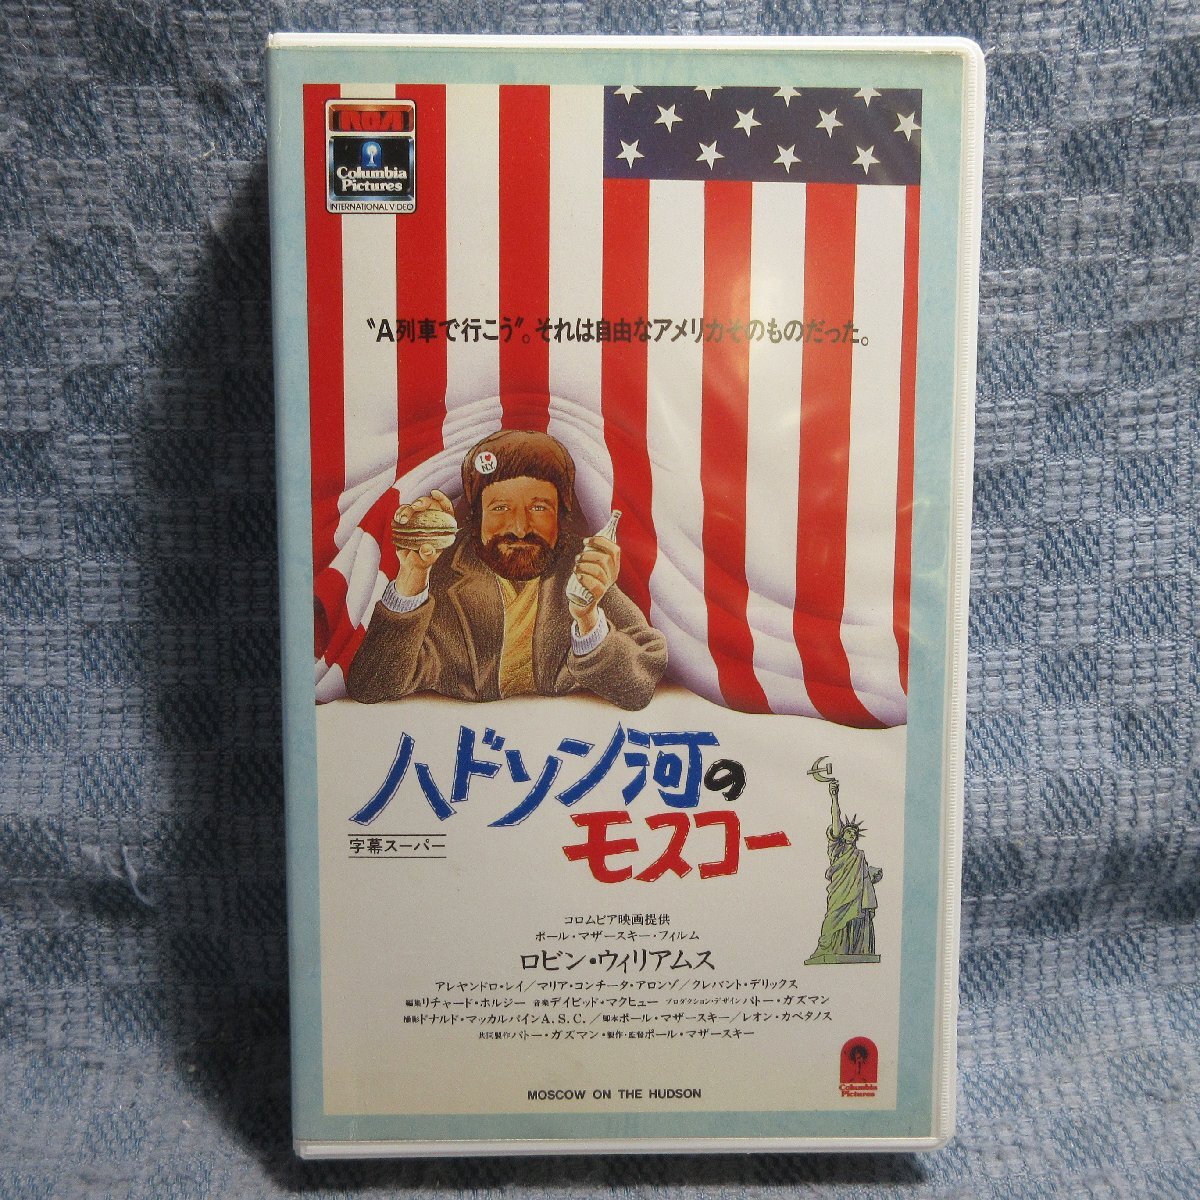 RCA
Columbia
Pictures
INTERNATIONAL VIDEO
“A列車で行こう”。それは自由なアメリカそのものだった。
I ♥
N.Y.
ハドソン河の
モスコー
字幕スーパー
コロムビア映画提供
ポール・マザースキー・フィルム
ロビン・ウィリアムス
アレヤンドロ・レイ/マリア・コンチータ・アロンゾ/クレバント・デリックス
編集リチャード・ホルジー 音楽デイビッド・マクヒュー プロダクション・デザインパトー・ガズマン
撮影ドナルド・マッカルパインA.S.C./脚本ポール・マザースキー/レオン・カペタノス
共同製作パトー・ガズマン・製作・監督ポール・マザースキー
Columbia
Pictures
MOSCOW ON THE HUDSON